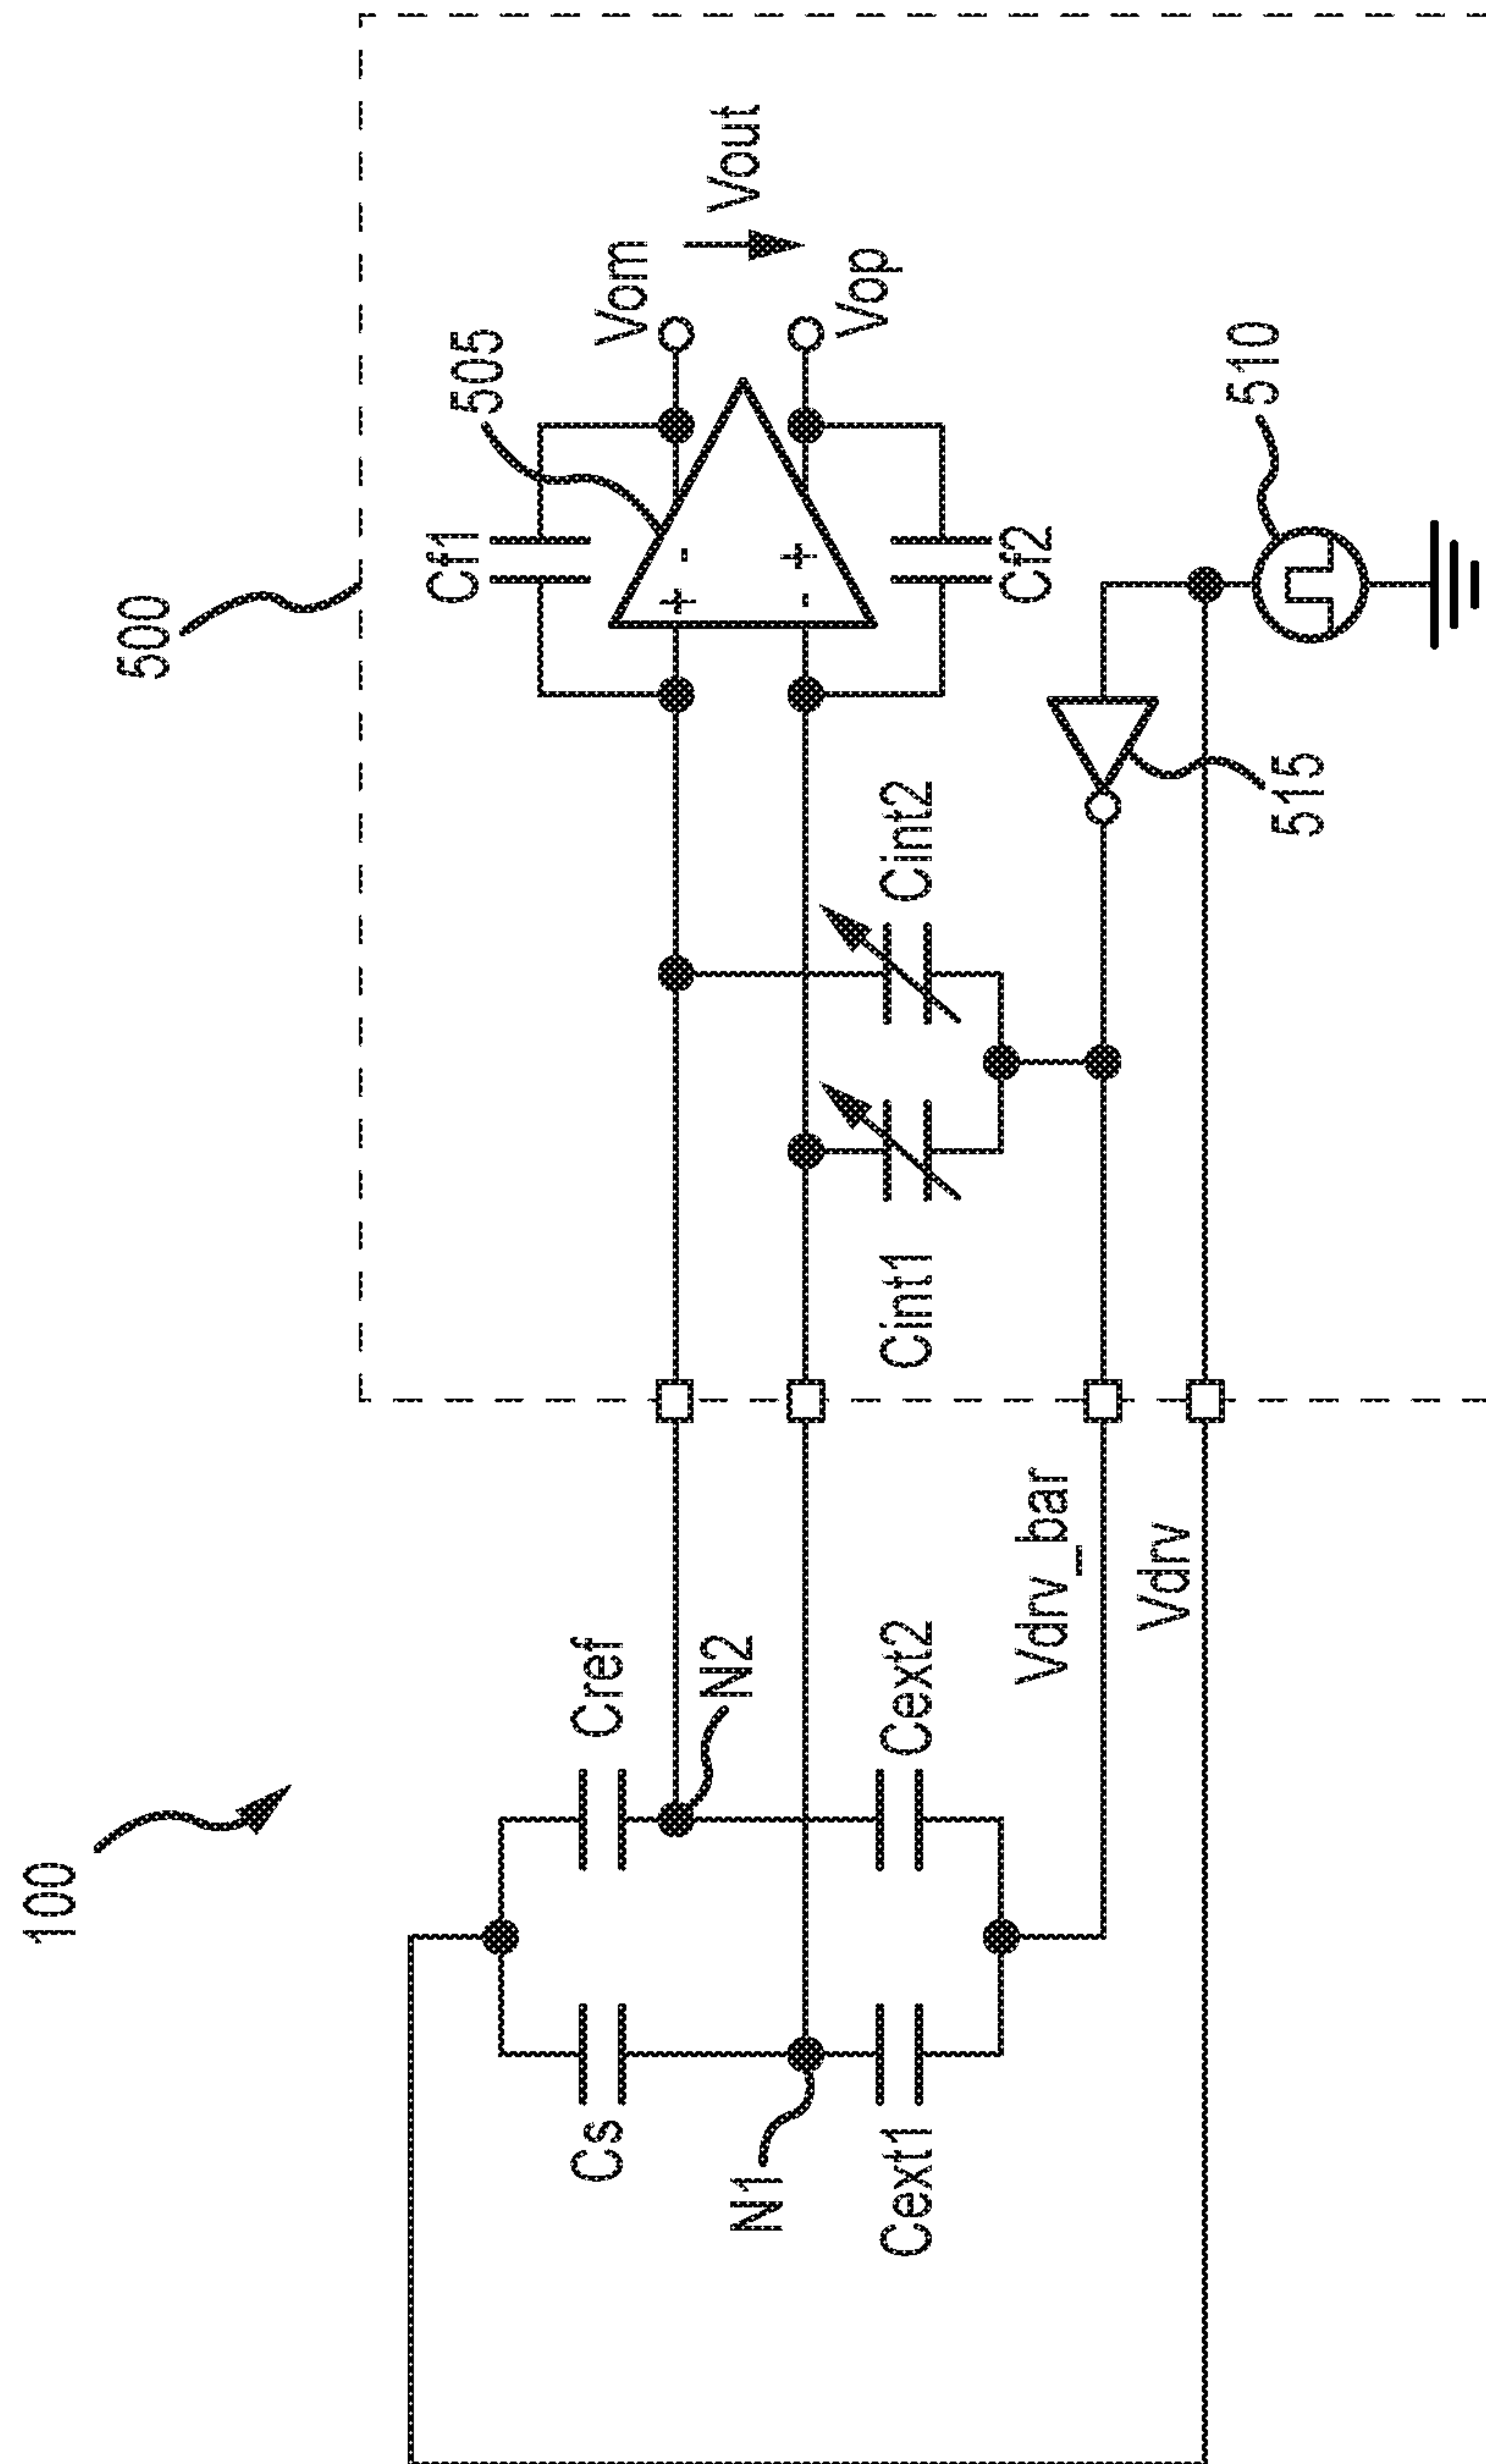 100
500
Cf1
505
Vom
Vout
Vop
+
-
-
+
Cf2
Cs
Cref
N2
N1
Cext1
Cext2
Cint1
Cint2
Vdrv_bar
Vdrv
515
510